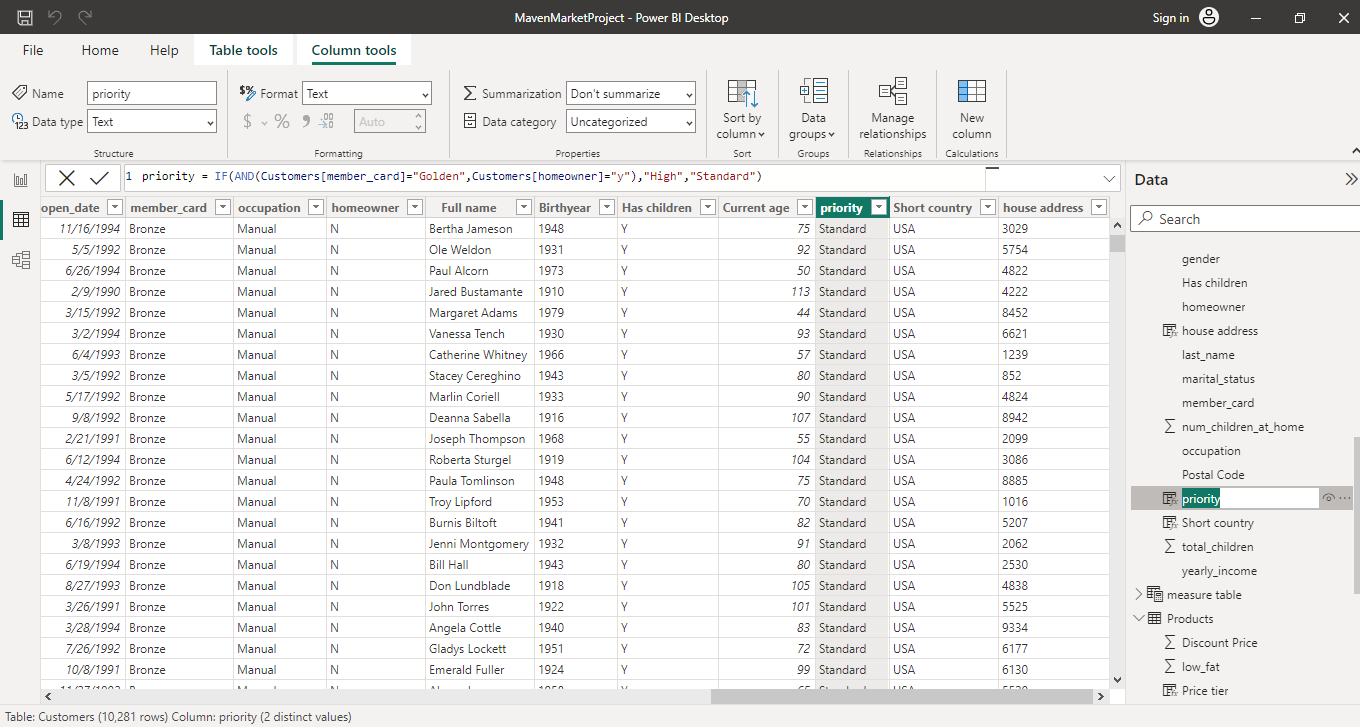 MavenMarketProject - Power BI Desktop
Sign in
File Home Help Table tools Column tools
Name priority
Data type Text
Structure
$% Format Text
$ % 9 .00 Auto
Formatting
Summarization Don't summarize
Data category Uncategorized
Properties
Sort by
column
Sort
Data
groups
Groups
Manage
relationships
Relationships
New
column
Calculations
1 priority = IF(AND(Customers[member_card]="Golden",Customers[homeowner]="y"),"High","Standard")
open_date member_card occupation homeowner Full name Birthyear Has children Current age priority Short country house address
11/16/1994 Bronze Manual N Bertha Jameson 1948 Y 75 Standard USA 3029
5/5/1992 Bronze Manual N Ole Weldon 1931 Y 92 Standard USA 5754
6/26/1994 Bronze Manual N Paul Alcorn 1973 Y 50 Standard USA 4822
2/9/1990 Bronze Manual N Jared Bustamante 1910 Y 113 Standard USA 4222
3/15/1992 Bronze Manual N Margaret Adams 1979 Y 44 Standard USA 8452
3/2/1994 Bronze Manual N Vanessa Tench 1930 Y 93 Standard USA 6621
6/4/1993 Bronze Manual N Catherine Whitney 1966 Y 57 Standard USA 1239
3/5/1992 Bronze Manual N Stacey Cereghino 1943 Y 80 Standard USA 852
5/17/1992 Bronze Manual N Marlin Coriell 1933 Y 90 Standard USA 4824
9/8/1992 Bronze Manual N Deanna Sabella 1916 Y 107 Standard USA 8942
2/21/1991 Bronze Manual N Joseph Thompson 1968 Y 55 Standard USA 2099
6/12/1994 Bronze Manual N Roberta Sturgel 1919 Y 104 Standard USA 3086
4/24/1992 Bronze Manual N Paula Tomlinson 1948 Y 75 Standard USA 8885
11/8/1991 Bronze Manual N Troy Lipford 1953 Y 70 Standard USA 1016
6/16/1992 Bronze Manual N Burnis Biltoft 1941 Y 82 Standard USA 5207
3/8/1993 Bronze Manual N Jenni Montgomery 1932 Y 91 Standard USA 2062
6/19/1994 Bronze Manual N Bill Hall 1943 Y 80 Standard USA 2530
8/27/1993 Bronze Manual N Don Lundblade 1918 Y 105 Standard USA 4838
3/26/1991 Bronze Manual N John Torres 1922 Y 101 Standard USA 5525
3/28/1994 Bronze Manual N Angela Cottle 1940 Y 83 Standard USA 9334
7/26/1992 Bronze Manual N Gladys Lockett 1951 Y 72 Standard USA 6177
10/8/1991 Bronze Manual N Emerald Fuller 1924 Y 99 Standard USA 6130
Data
Search
gender
Has children
homeowner
house address
last_name
marital_status
member_card
num_children_at_home
occupation
Postal Code
priority
Short country
total_children
yearly_income
measure table
Products
Discount Price
low_fat
Price tier
Table: Customers (10,281 rows) Column: priority (2 distinct values)